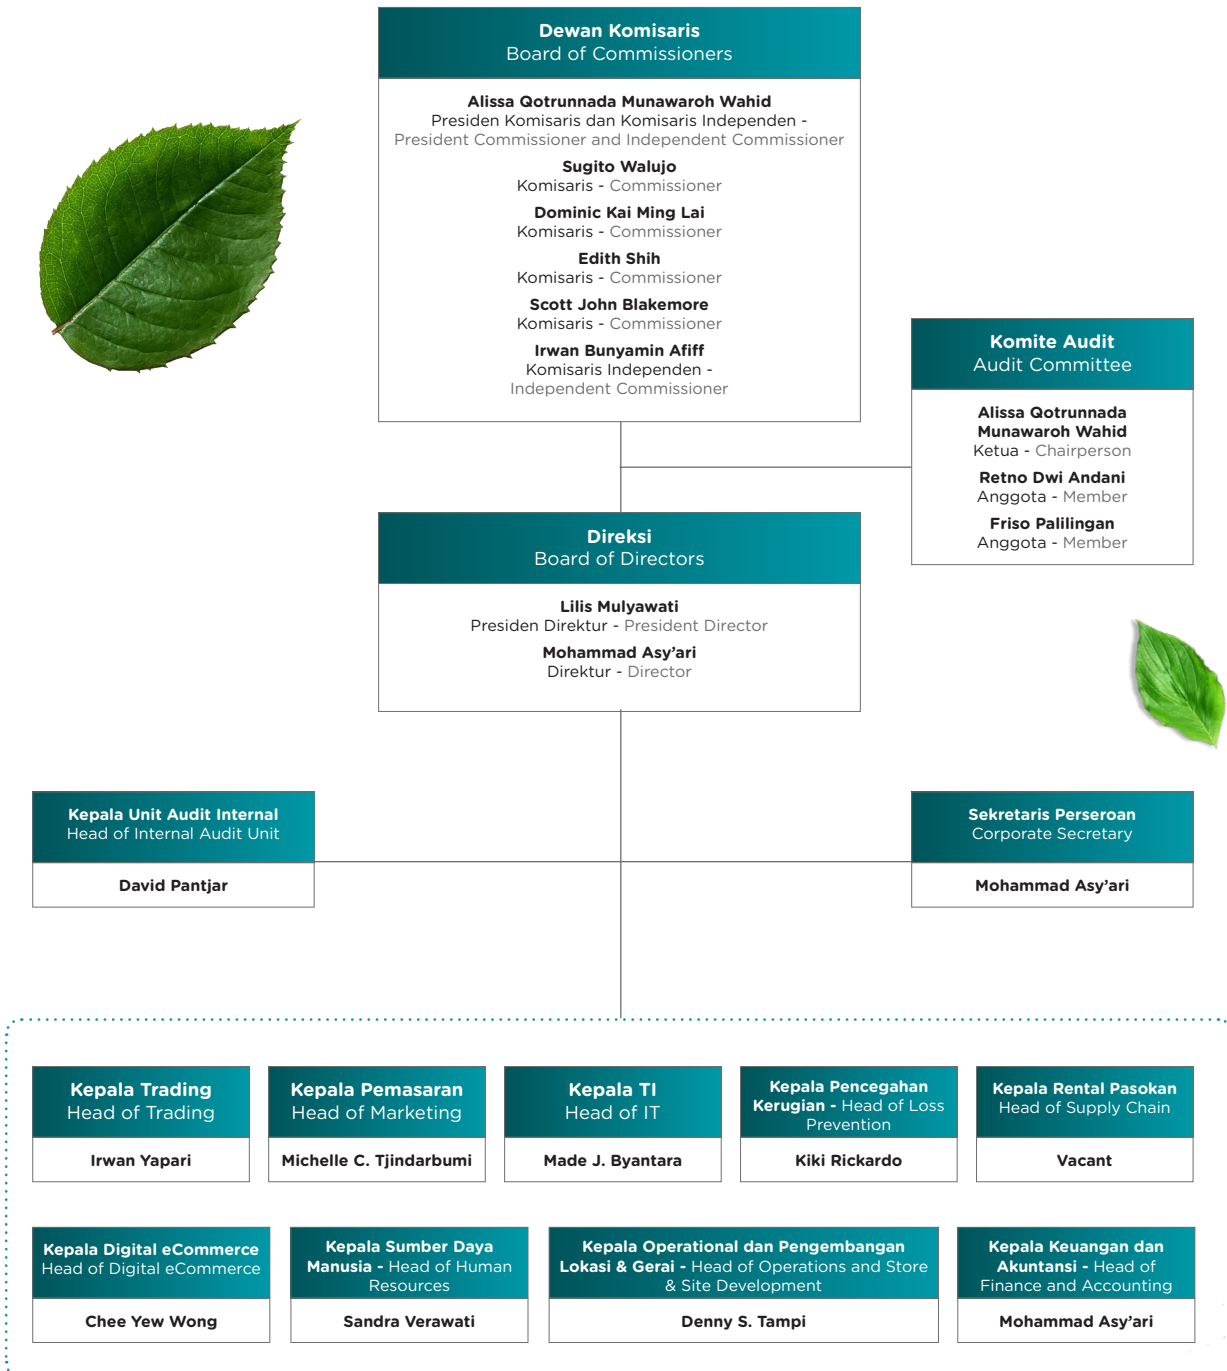 Dewan Komisaris
Board of Commissioners
Alissa Qotrunnada Munawaroh Wahid
Presiden Komisaris dan Komisaris Independen -
President Commissioner and Independent Commissioner
Sugito Walujo
Komisaris - Commissioner
Dominic Kai Ming Lai
Komisaris - Commissioner
Edith Shih
Komisaris - Commissioner
Scott John Blakemore
Komisaris - Commissioner
Irwan Bunyamin Afiff
Komisaris Independen -
Independent Commissioner
Komite Audit
Audit Committee
Alissa Qotrunnada
Munawaroh Wahid
Ketua - Chairperson
Retno Dwi Andani
Anggota - Member
Friso Palilingan
Anggota - Member
Direksi
Board of Directors
Lilis Mulyawati
Presiden Direktur - President Director
Mohammad Asy’ari
Direktur - Director
Kepala Unit Audit Internal
Head of Internal Audit Unit
David Pantjar
Sekretaris Perseroan
Corporate Secretary
Mohammad Asy’ari
Kepala Trading
Head of Trading
Irwan Yapari
Kepala Pemasaran
Head of Marketing
Michelle C. Tjindarbumi
Kepala TI
Head of IT
Made J. Byantara
Kepala Pencegahan
Kerugian - Head of Loss
Prevention
Kiki Rickardo
Kepala Rental Pasokan
Head of Supply Chain
Vacant
Kepala Digital eCommerce
Head of Digital eCommerce
Chee Yew Wong
Kepala Sumber Daya
Manusia - Head of Human
Resources
Sandra Verawati
Kepala Operational dan Pengembangan
Lokasi & Gerai - Head of Operations and Store
& Site Development
Denny S. Tampi
Kepala Keuangan dan
Akuntansi - Head of
Finance and Accounting
Mohammad Asy’ari